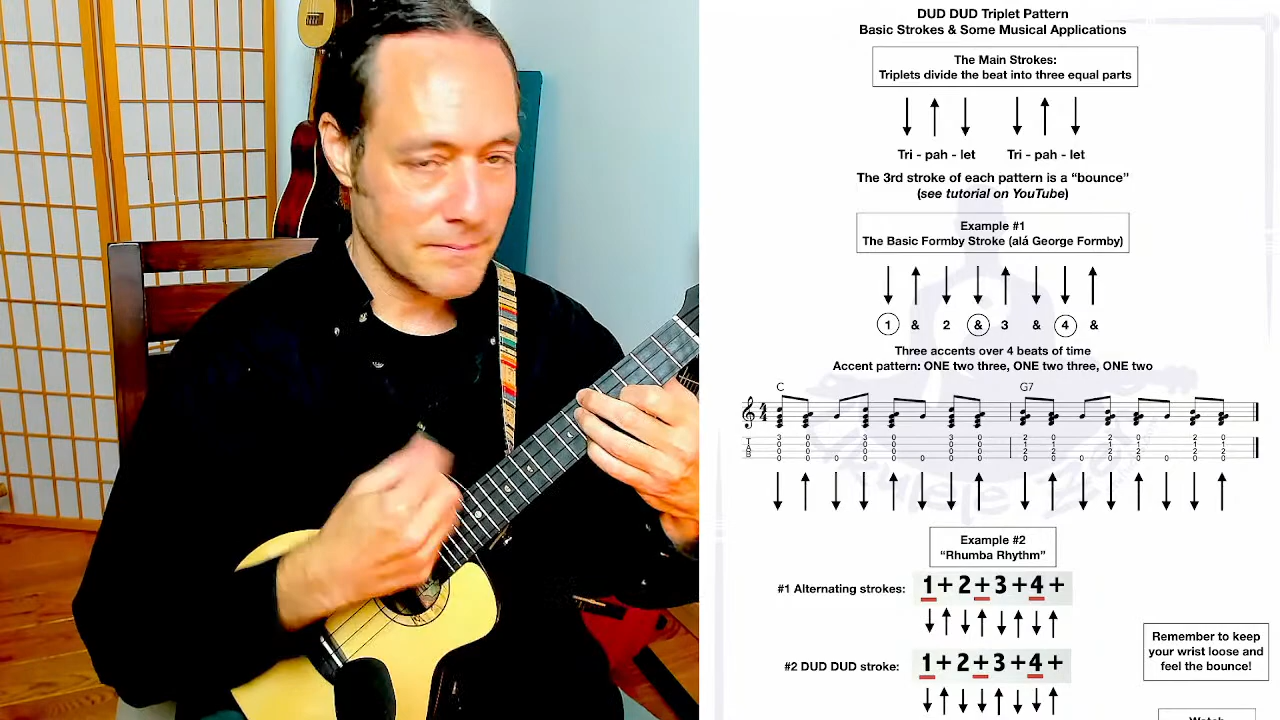 DUD DUD Triplet Pattern
Basic Strokes & Some Musical Applications
The Main Strokes:
Triplets divide the beat into three equal parts
Tri - pah - let Tri - pah - let
The 3rd stroke of each pattern is a “bounce”
(see tutorial on YouTube)
Example #1
The Basic Formby Stroke (alá George Formby)
1 & 2 & 3 & 4 &
Three accents over 4 beats of time
Accent pattern: ONE two three, ONE two three, ONE two
C G7
Example #2
“Rhumba Rhythm”
#1 Alternating strokes: 1+2+3+4+
#2 DUD DUD stroke: 1+2+3+4+
Remember to keep
your wrist loose and
feel the bounce!